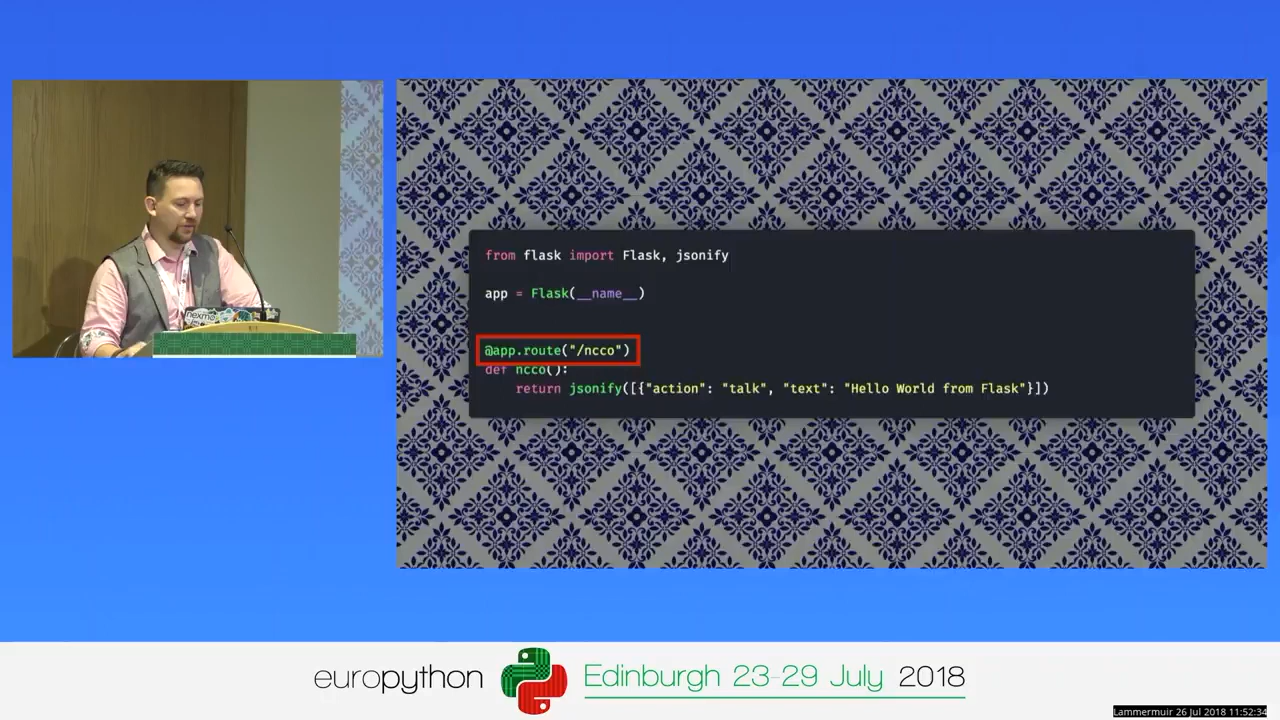 nexmo
from flask import Flask, jsonify
app = Flask(__name__)
@app.route("/ncco")
def ncco():
return jsonify([{"action": "talk", "text": "Hello World from Flask"}])
europython
Edinburgh 23-29 July 2018
Lammermuir 26 Jul 2018 11:52:34